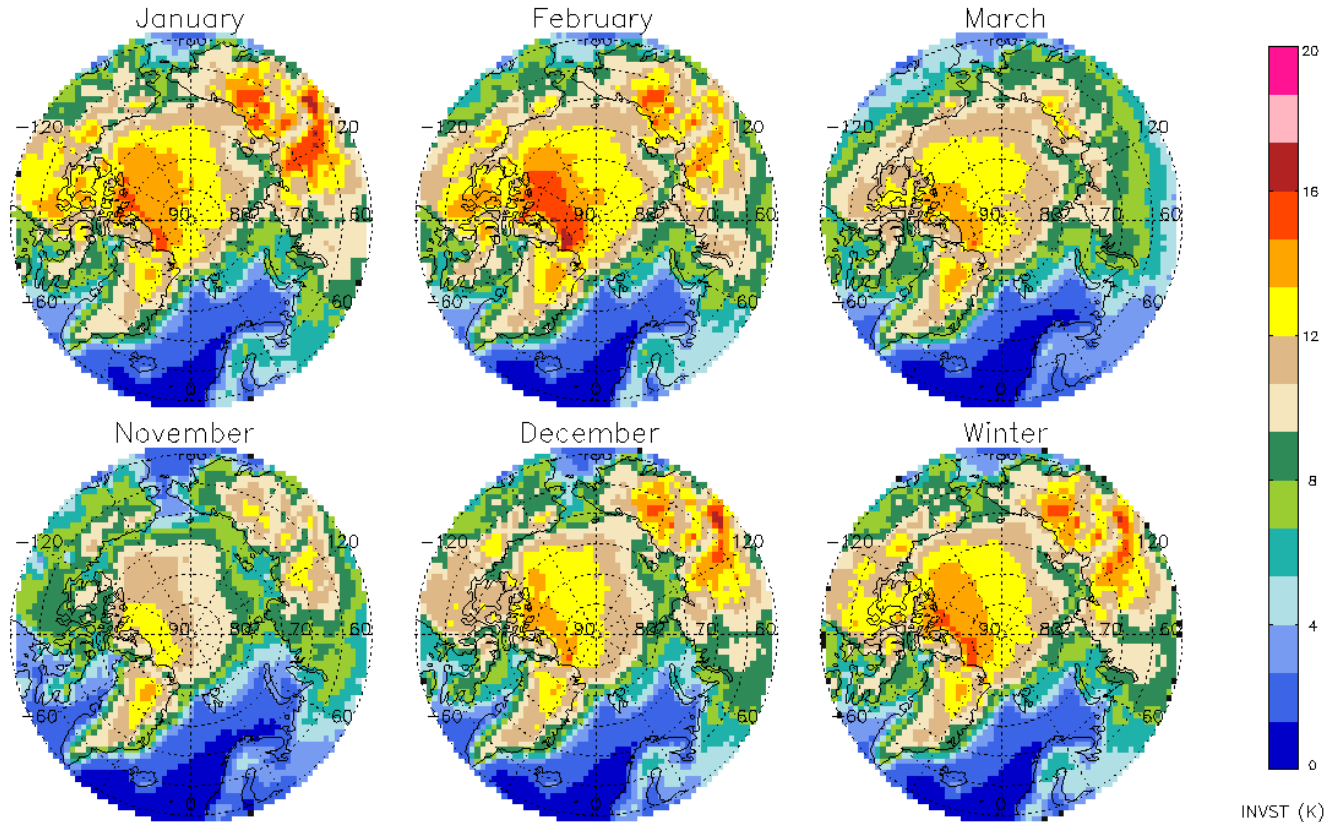 January February March
20
-120 120 -120 120 -120 120
16
90 80 70 60 90 80 70 60 90 80 70 60
-60 60 -60 60 -60 60
12
0 0 0
November December Winter
8
-120 120 -120 120 -120 120
90 80 70 60 90 80 70 60 90 80 70 60
4
-60 60 -60 60 -60 60
0
0 0 0
INVST (K)